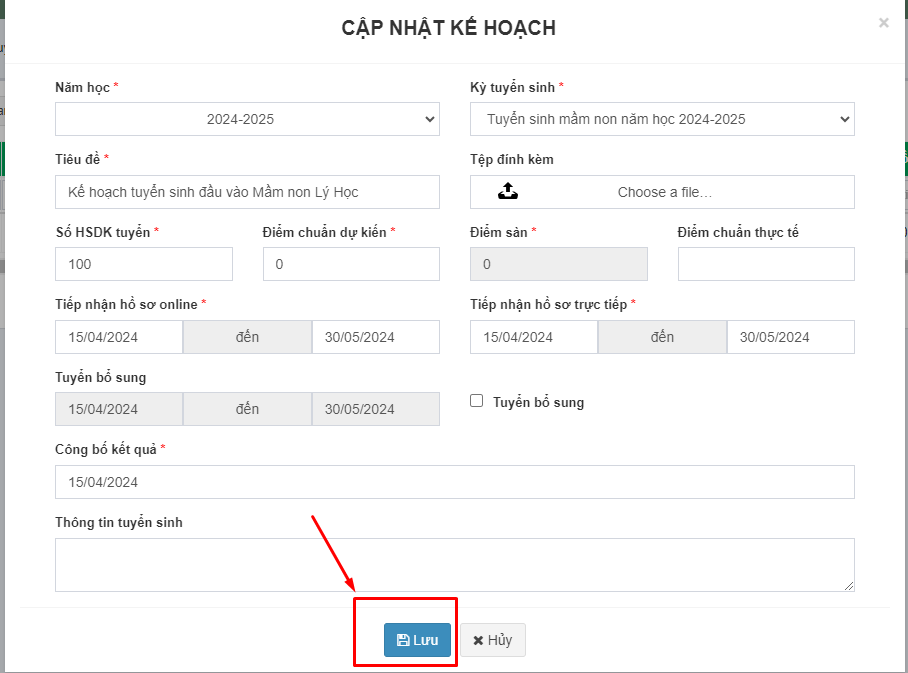 CẬP NHẬT KẾ HOẠCH
×
Năm học *
Kỳ tuyển sinh *
2024-2025
Tuyển sinh mầm non năm học 2024-2025
Tiêu đề *
Tệp đính kèm
Kế hoạch tuyển sinh đầu vào Mầm non Lý Học
Choose a file...
Số HSDK tuyển *
Điểm chuẩn dự kiến *
Điểm sàn *
Điểm chuẩn thực tế
100
0
0
Tiếp nhận hồ sơ online *
Tiếp nhận hồ sơ trực tiếp *
15/04/2024 đến 30/05/2024
15/04/2024 đến 30/05/2024
Tuyển bổ sung
15/04/2024 đến 30/05/2024
Tuyển bổ sung
Công bố kết quả *
15/04/2024
Thông tin tuyển sinh
Lưu
Hủy